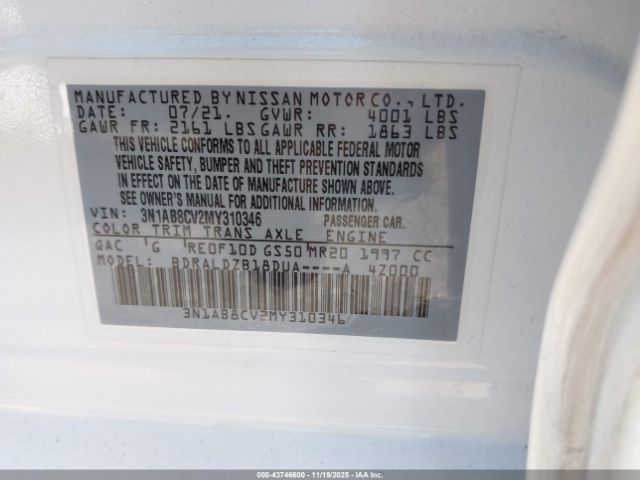 MANUFACTURED BY NISSAN MOTOR CO., LTD.
DATE: 07/21. GVWR: 4001 LBS
GAWR FR: 2161 LBS GAWR RR: 1863 LBS
THIS VEHICLE CONFORMS TO ALL APPLICABLE FEDERAL MOTOR
VEHICLE SAFETY, BUMPER AND THEFT PREVENTION STANDARDS
IN EFFECT ON THE DATE OF MANUFACTURE SHOWN ABOVE.
SEE OWNER'S MANUAL FOR ADDITIONAL INFORMATION.
VIN: 3N1AB8CV2MY310346 PASSENGER CAR.
COLOR TRIM TRANS AXLE ENGINE
QAC G RE0F10D GS50 MR20 1997 CC
MODEL: BDRALDZB18DUA----A 4Z000
3N1AB8CV2MY310346
000-43746600 - 11/19/2025 - IAA, LLC